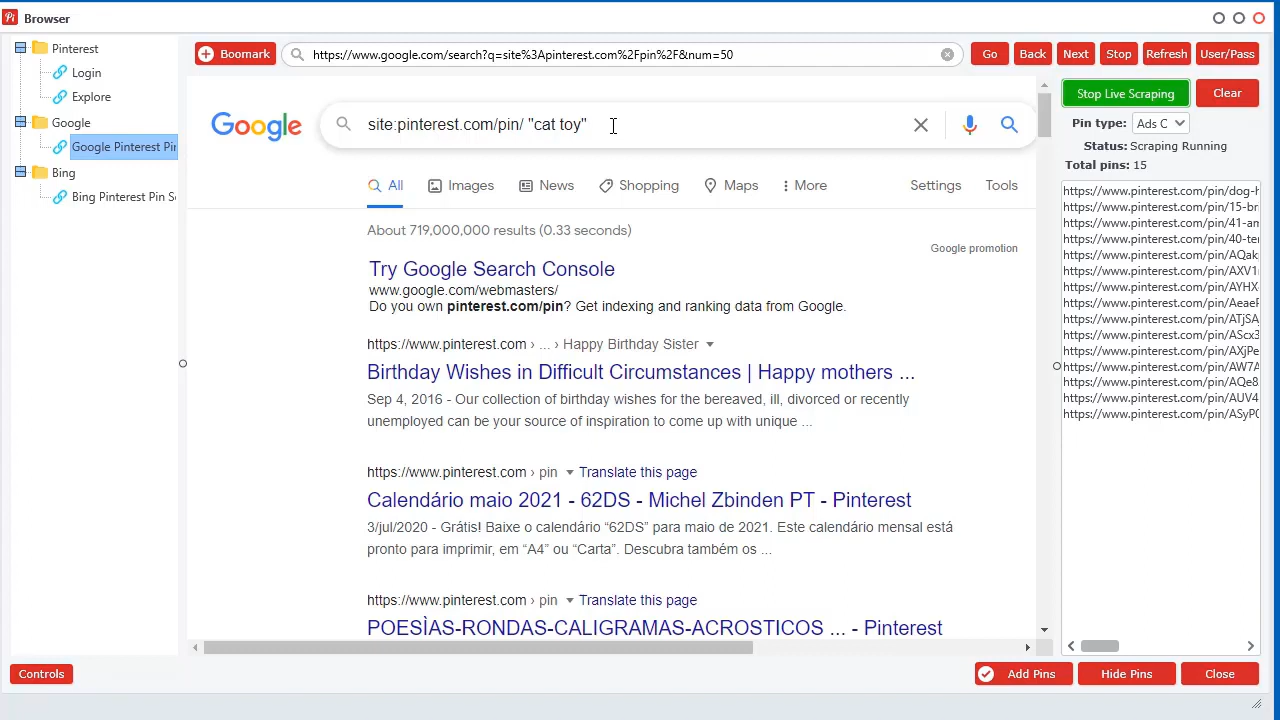 Browser
Pinterest
Login
Explore
Google
Google Pinterest Pin
Bing
Bing Pinterest Pin S
Boomark
https://www.google.com/search?q=site%3Apinterest.com%2Fpin%2F&num=50
Go
Back
Next
Stop
Refresh
User/Pass
Google
site:pinterest.com/pin/ "cat toy"
All
Images
News
Shopping
Maps
More
Settings
Tools
About 719,000,000 results (0.33 seconds)
Google promotion
Try Google Search Console
www.google.com/webmasters/
Do you own pinterest.com/pin? Get indexing and ranking data from Google.
https://www.pinterest.com › ... › Happy Birthday Sister
Birthday Wishes in Difficult Circumstances | Happy mothers ...
Sep 4, 2016 - Our collection of birthday wishes for the bereaved, ill, divorced or recently
unemployed can be your source of inspiration to come up with unique ...
https://www.pinterest.com › pin Translate this page
Calendário maio 2021 - 62DS - Michel Zbinden PT - Pinterest
3/jul/2020 - Grátis! Baixe o calendário “62DS” para maio de 2021. Este calendário mensal está
pronto para imprimir, em “A4” ou “Carta”. Descubra também os ...
https://www.pinterest.com › pin Translate this page
POESÌAS-RONDAS-CALIGRAMAS-ACROSTICOS ... - Pinterest
Stop Live Scraping
Clear
Pin type: Ads C
Status: Scraping Running
Total pins: 15
https://www.pinterest.com/pin/dog-h
https://www.pinterest.com/pin/15-br
https://www.pinterest.com/pin/41-am
https://www.pinterest.com/pin/40-ter
https://www.pinterest.com/pin/AQak
https://www.pinterest.com/pin/AXV1
https://www.pinterest.com/pin/AYHX
https://www.pinterest.com/pin/AeaeF
https://www.pinterest.com/pin/ATjSA
https://www.pinterest.com/pin/AScx3
https://www.pinterest.com/pin/AXjPe
https://www.pinterest.com/pin/AW7A
https://www.pinterest.com/pin/AQe8
https://www.pinterest.com/pin/AUV4
https://www.pinterest.com/pin/ASyP0
Controls
Add Pins
Hide Pins
Close